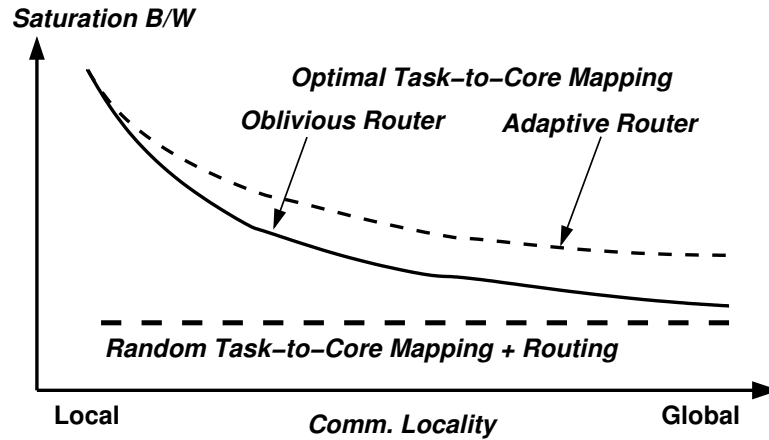 Saturation B/W
Optimal Task-to-Core Mapping
Oblivious Router
Adaptive Router
Random Task-to-Core Mapping + Routing
Local
Comm. Locality
Global